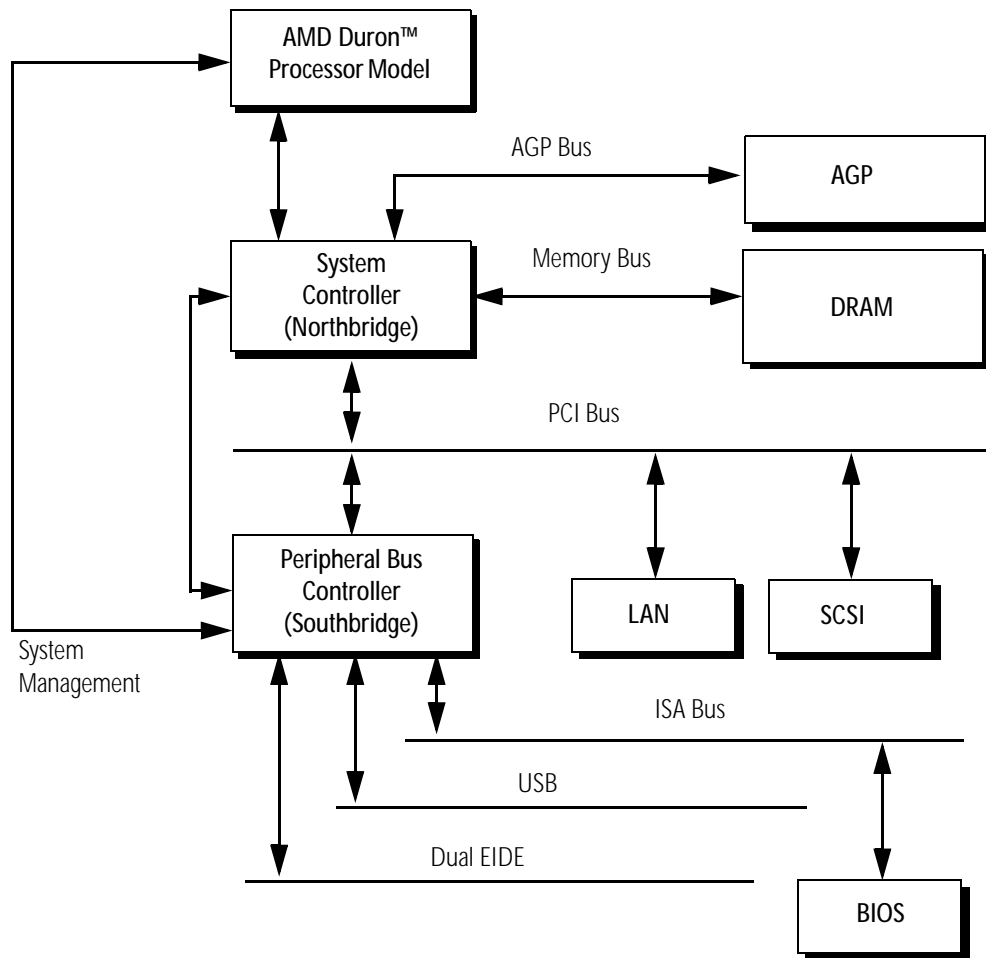 AMD Duron™
Processor Model
AGP Bus
AGP
System
Controller
(Northbridge)
Memory Bus
DRAM
PCI Bus
Peripheral Bus
Controller
(Southbridge)
LAN
SCSI
System
Management
ISA Bus
USB
Dual EIDE
BIOS